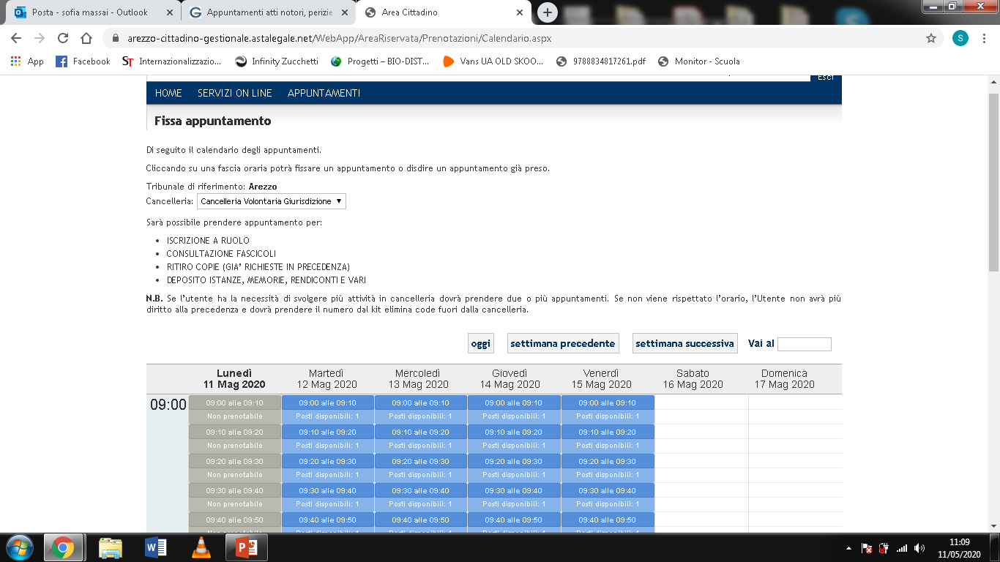 Posta - sofia massai - Outlook
Appuntamenti atti notori, perizie
Area Cittadino
arezzo-cittadino-gestionale.astalegale.net/WebApp/AreaRiservata/Prenotazioni/Calendario.aspx
S
App
Facebook
ST Internazionalizzazio...
Infinity Zucchetti
Progetti – BIO-DIST...
Vans UA OLD SKOO...
9788834817261.pdf
Monitor - Scuola
Esci
HOME SERVIZI ON LINE APPUNTAMENTI
Fissa appuntamento
Di seguito il calendario degli appuntamenti.
Cliccando su una fascia oraria potrà fissare un appuntamento o disdire un appuntamento già preso.
Tribunale di riferimento: Arezzo
Cancelleria: Cancelleria Volontaria Giurisdizione
Sarà possibile prendere appuntamento per:
• ISCRIZIONE A RUOLO
• CONSULTAZIONE FASCICOLI
• RITIRO COPIE (GIA' RICHIESTE IN PRECEDENZA)
• DEPOSITO ISTANZE, MEMORIE, RENDICONTI E VARI
N.B. Se l'utente ha la necessità di svolgere più attività in cancelleria dovrà prendere due o più appuntamenti. Se non viene rispettato l'orario, l'Utente non avrà più
diritto alla precedenza e dovrà prendere il numero dal kit elimina code fuori dalla cancelleria.
oggi settimana precedente settimana successiva Vai al
Lunedì Martedì Mercoledì Giovedì Venerdì Sabato Domenica
11 Mag 2020 12 Mag 2020 13 Mag 2020 14 Mag 2020 15 Mag 2020 16 Mag 2020 17 Mag 2020
09:00 09:00 alle 09:10 09:00 alle 09:10 09:00 alle 09:10 09:00 alle 09:10 09:00 alle 09:10
Non prenotabile Posti disponibili: 1 Posti disponibili: 1 Posti disponibili: 1 Posti disponibili: 1
09:10 alle 09:20 09:10 alle 09:20 09:10 alle 09:20 09:10 alle 09:20 09:10 alle 09:20
Non prenotabile Posti disponibili: 1 Posti disponibili: 1 Posti disponibili: 1 Posti disponibili: 1
09:20 alle 09:30 09:20 alle 09:30 09:20 alle 09:30 09:20 alle 09:30 09:20 alle 09:30
Non prenotabile Posti disponibili: 1 Posti disponibili: 1 Posti disponibili: 1 Posti disponibili: 1
09:30 alle 09:40 09:30 alle 09:40 09:30 alle 09:40 09:30 alle 09:40 09:30 alle 09:40
Non prenotabile Posti disponibili: 1 Posti disponibili: 1 Posti disponibili: 1 Posti disponibili: 1
09:40 alle 09:50 09:40 alle 09:50 09:40 alle 09:50 09:40 alle 09:50 09:40 alle 09:50
11:09
11/05/2020